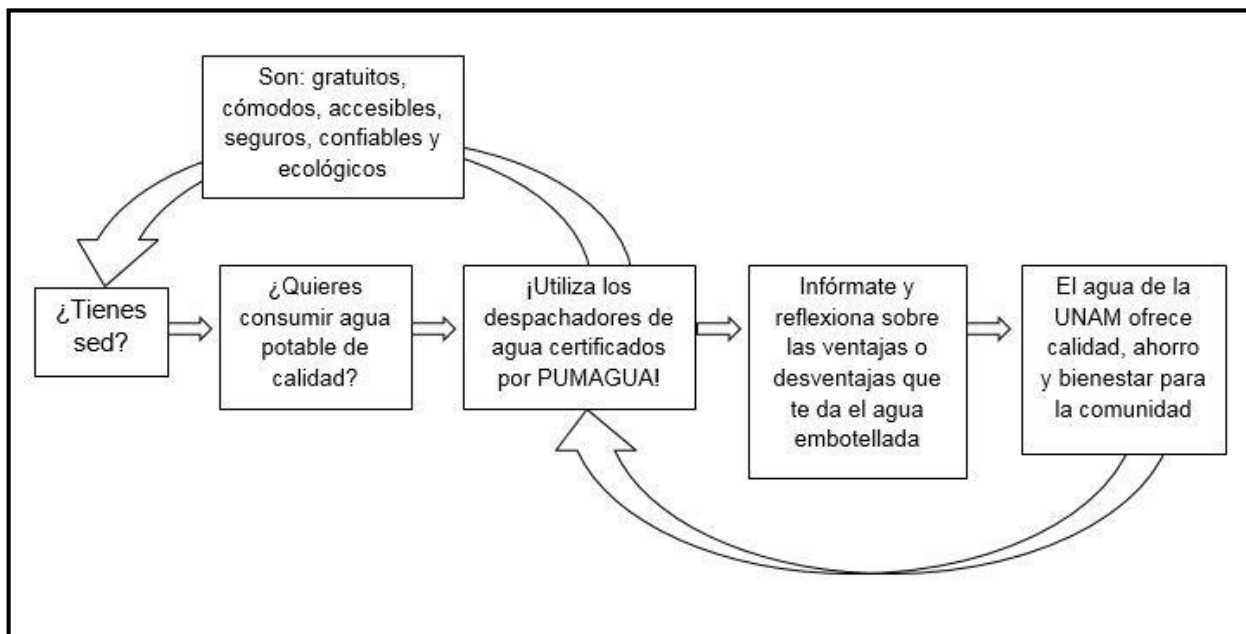 Son: gratuitos,
cómodos, accesibles,
seguros, confiables y
ecológicos
¿Tienes
sed?
¿Quieres
consumir agua
potable de
calidad?
¡Utiliza los
despachadores de
agua certificados
por PUMAGUA!
Infórmate y
reflexiona sobre
las ventajas o
desventajas que
te da el agua
embotellada
El agua de la
UNAM ofrece
calidad, ahorro
y bienestar para
la comunidad